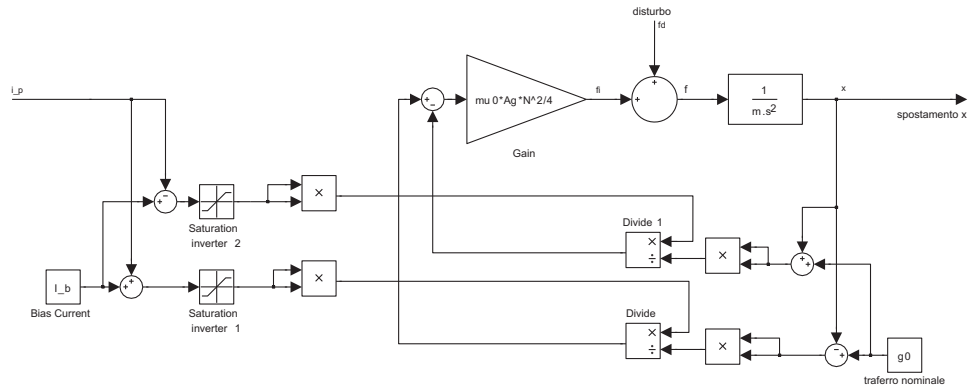 disturbo
fd
i_p
mu 0*Ag *N^2/4
fi
f
1
m .s^2
x
spostamento x
Gain
Saturation
inverter 2
×
Divide 1
×
÷
×
I_b
Bias Current
Saturation
inverter 1
×
Divide
×
÷
×
g0
traferro nominale